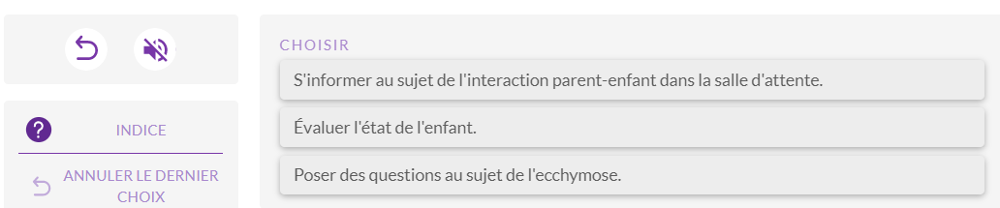 CHOISIR
S'informer au sujet de l'interaction parent-enfant dans la salle d'attente.
Évaluer l'état de l'enfant.
Poser des questions au sujet de l'ecchymose.
?
INDICE
ANNULER LE DERNIER
CHOIX